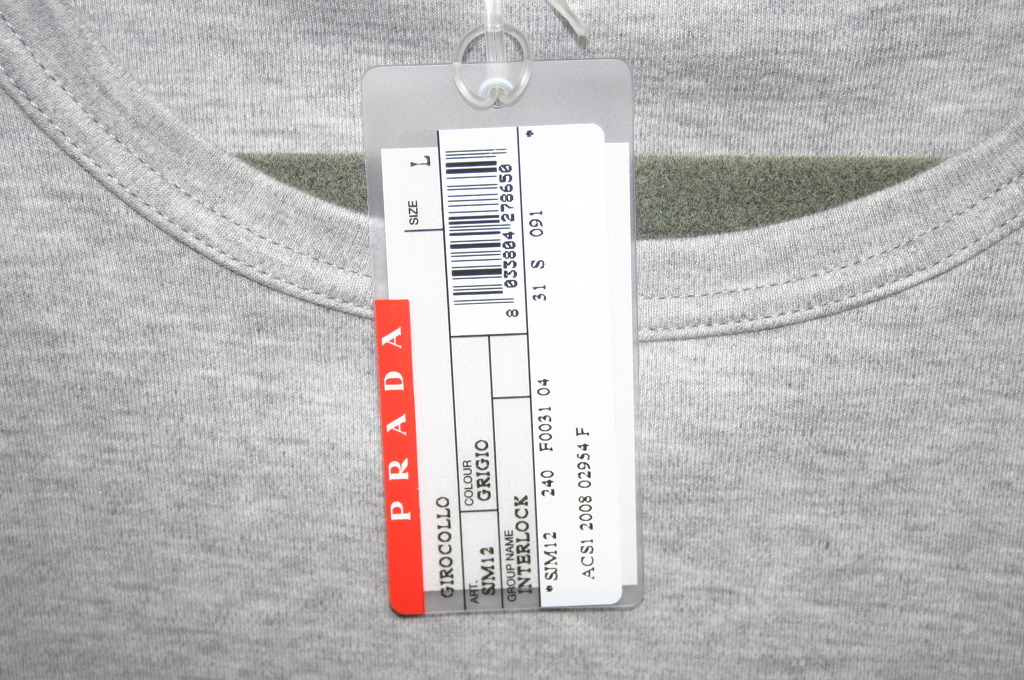 PRADA
SIZE L
GIROCOLLO
ART. COLOUR
SJM12 GRIGIO
GROUP NAME
INTERLOCK
8 033804 278650
*SJM12 240 F0031 04 31 S 091 *
ACS1 2008 02954 F